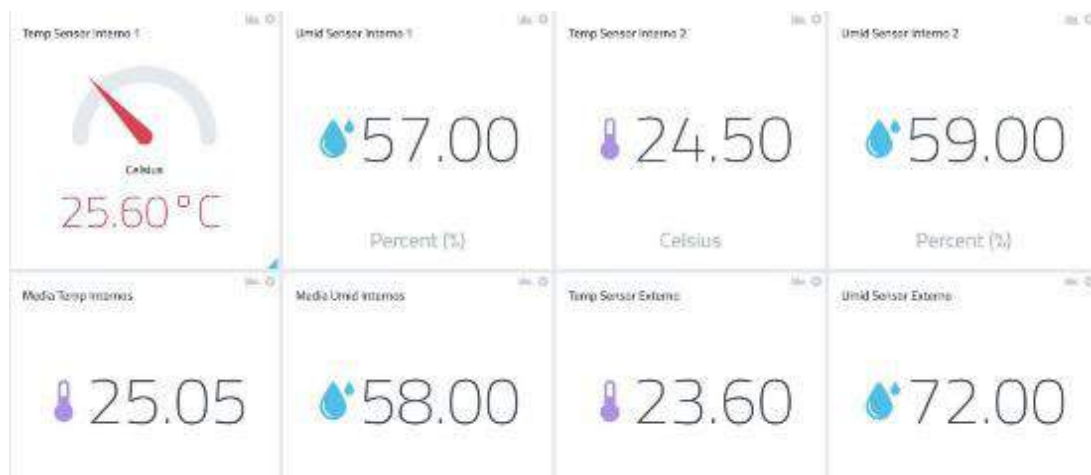 Temp Sensor Interno 1
Umid Sensor Interno 1
Temp Sensor Interno 2
Umid Sensor Interno 2
Celsius
25.60°C
57.00
Percent (%)
24.50
Celsius
59.00
Percent (%)
Media Temp Internos
Media Umid Internos
Temp Sensor Externo
Umid Sensor Externo
25.05
58.00
23.60
72.00